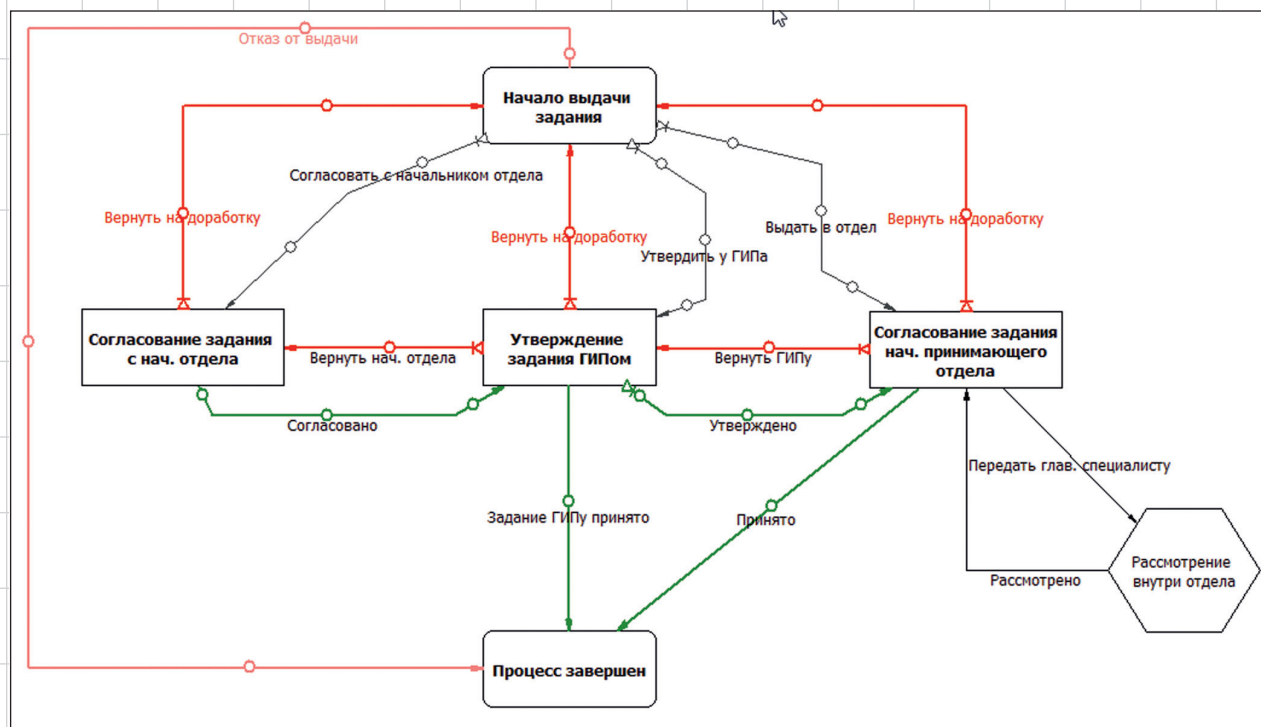 Отказ от выдачи
Начало выдачи
задания
Согласовать с начальником отдела
Вернуть на доработку
Вернуть на доработку
Вернуть на доработку
Выдать в отдел
Утвердить у ГИПа
Согласование задания
с нач. отдела
Утверждение
задания ГИПом
Согласование задания
нач. принимающего
отдела
Вернуть нач. отдела
Вернуть ГИПу
Согласовано
Утверждено
Передать глав. специалисту
Задание ГИПу принято
Принято
Рассмотрение
внутри отдела
Рассмотрено
Процесс завершен